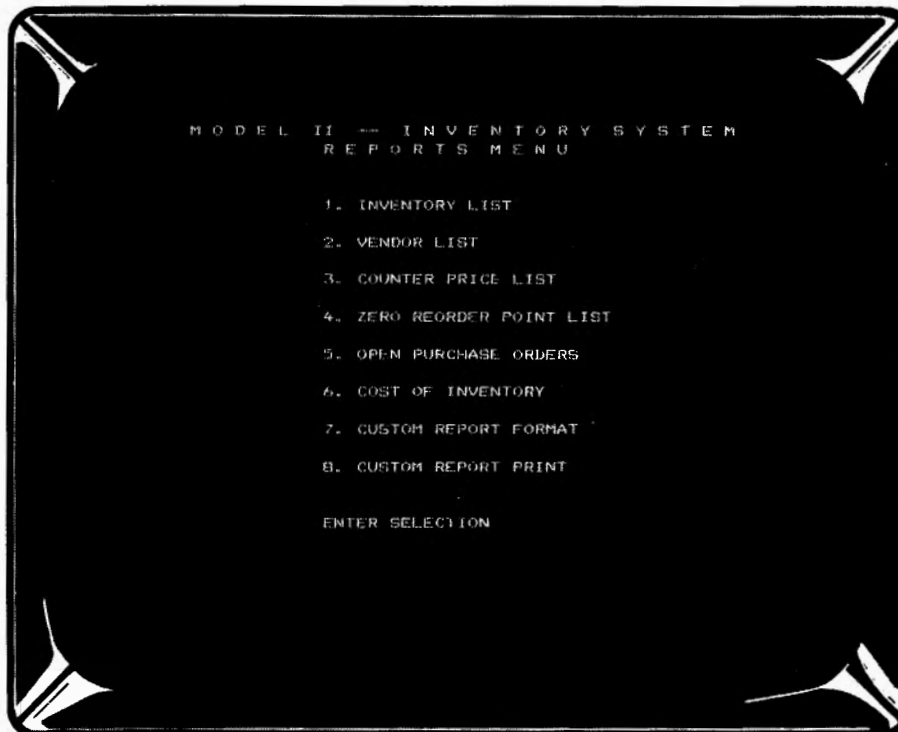 MODEL II -- INVENTORY SYSTEM
REPORTS MENU
1. INVENTORY LIST
2. VENDOR LIST
3. COUNTER PRICE LIST
4. ZERO REORDER POINT LIST
5. OPEN PURCHASE ORDERS
6. COST OF INVENTORY
7. CUSTOM REPORT FORMAT
8. CUSTOM REPORT PRINT
ENTER SELECTION